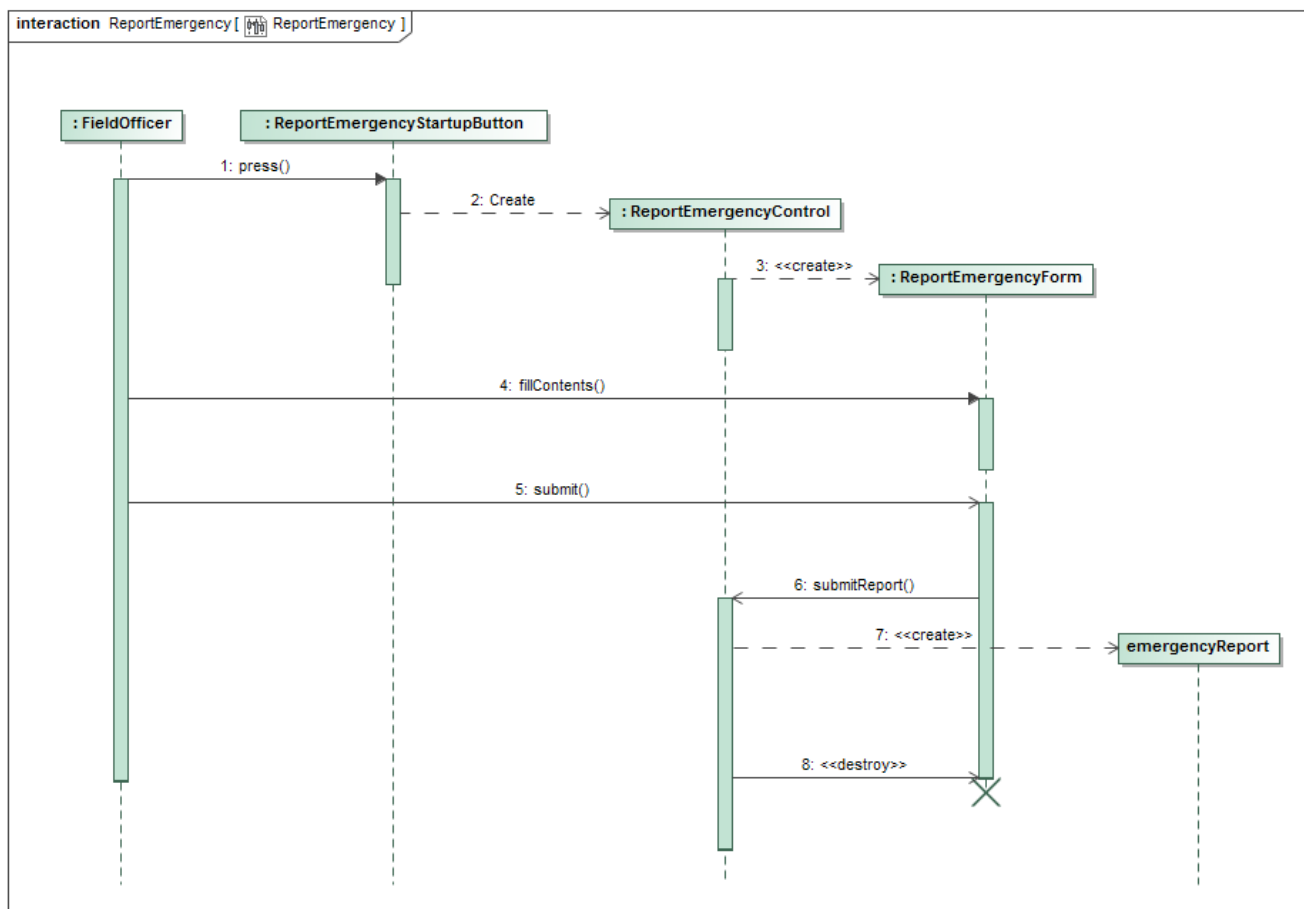 interaction ReportEmergency [ ReportEmergency ]
: FieldOfficer
: ReportEmergencyStartupButton
1: press()
2: Create
: ReportEmergencyControl
3: <<create>>
: ReportEmergencyForm
4: fillContents()
5: submit()
6: submitReport()
7: <<create>>
emergencyReport
8: <<destroy>>